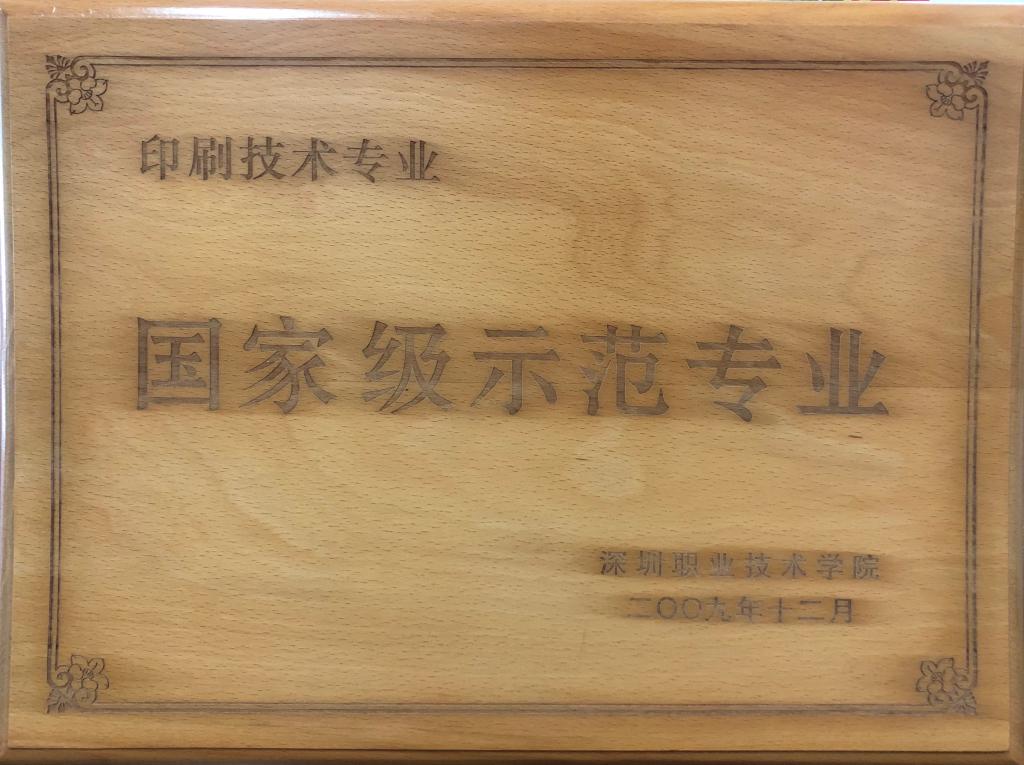 印刷技术专业
国家级示范专业
深圳职业技术学院
二〇〇九年十二月